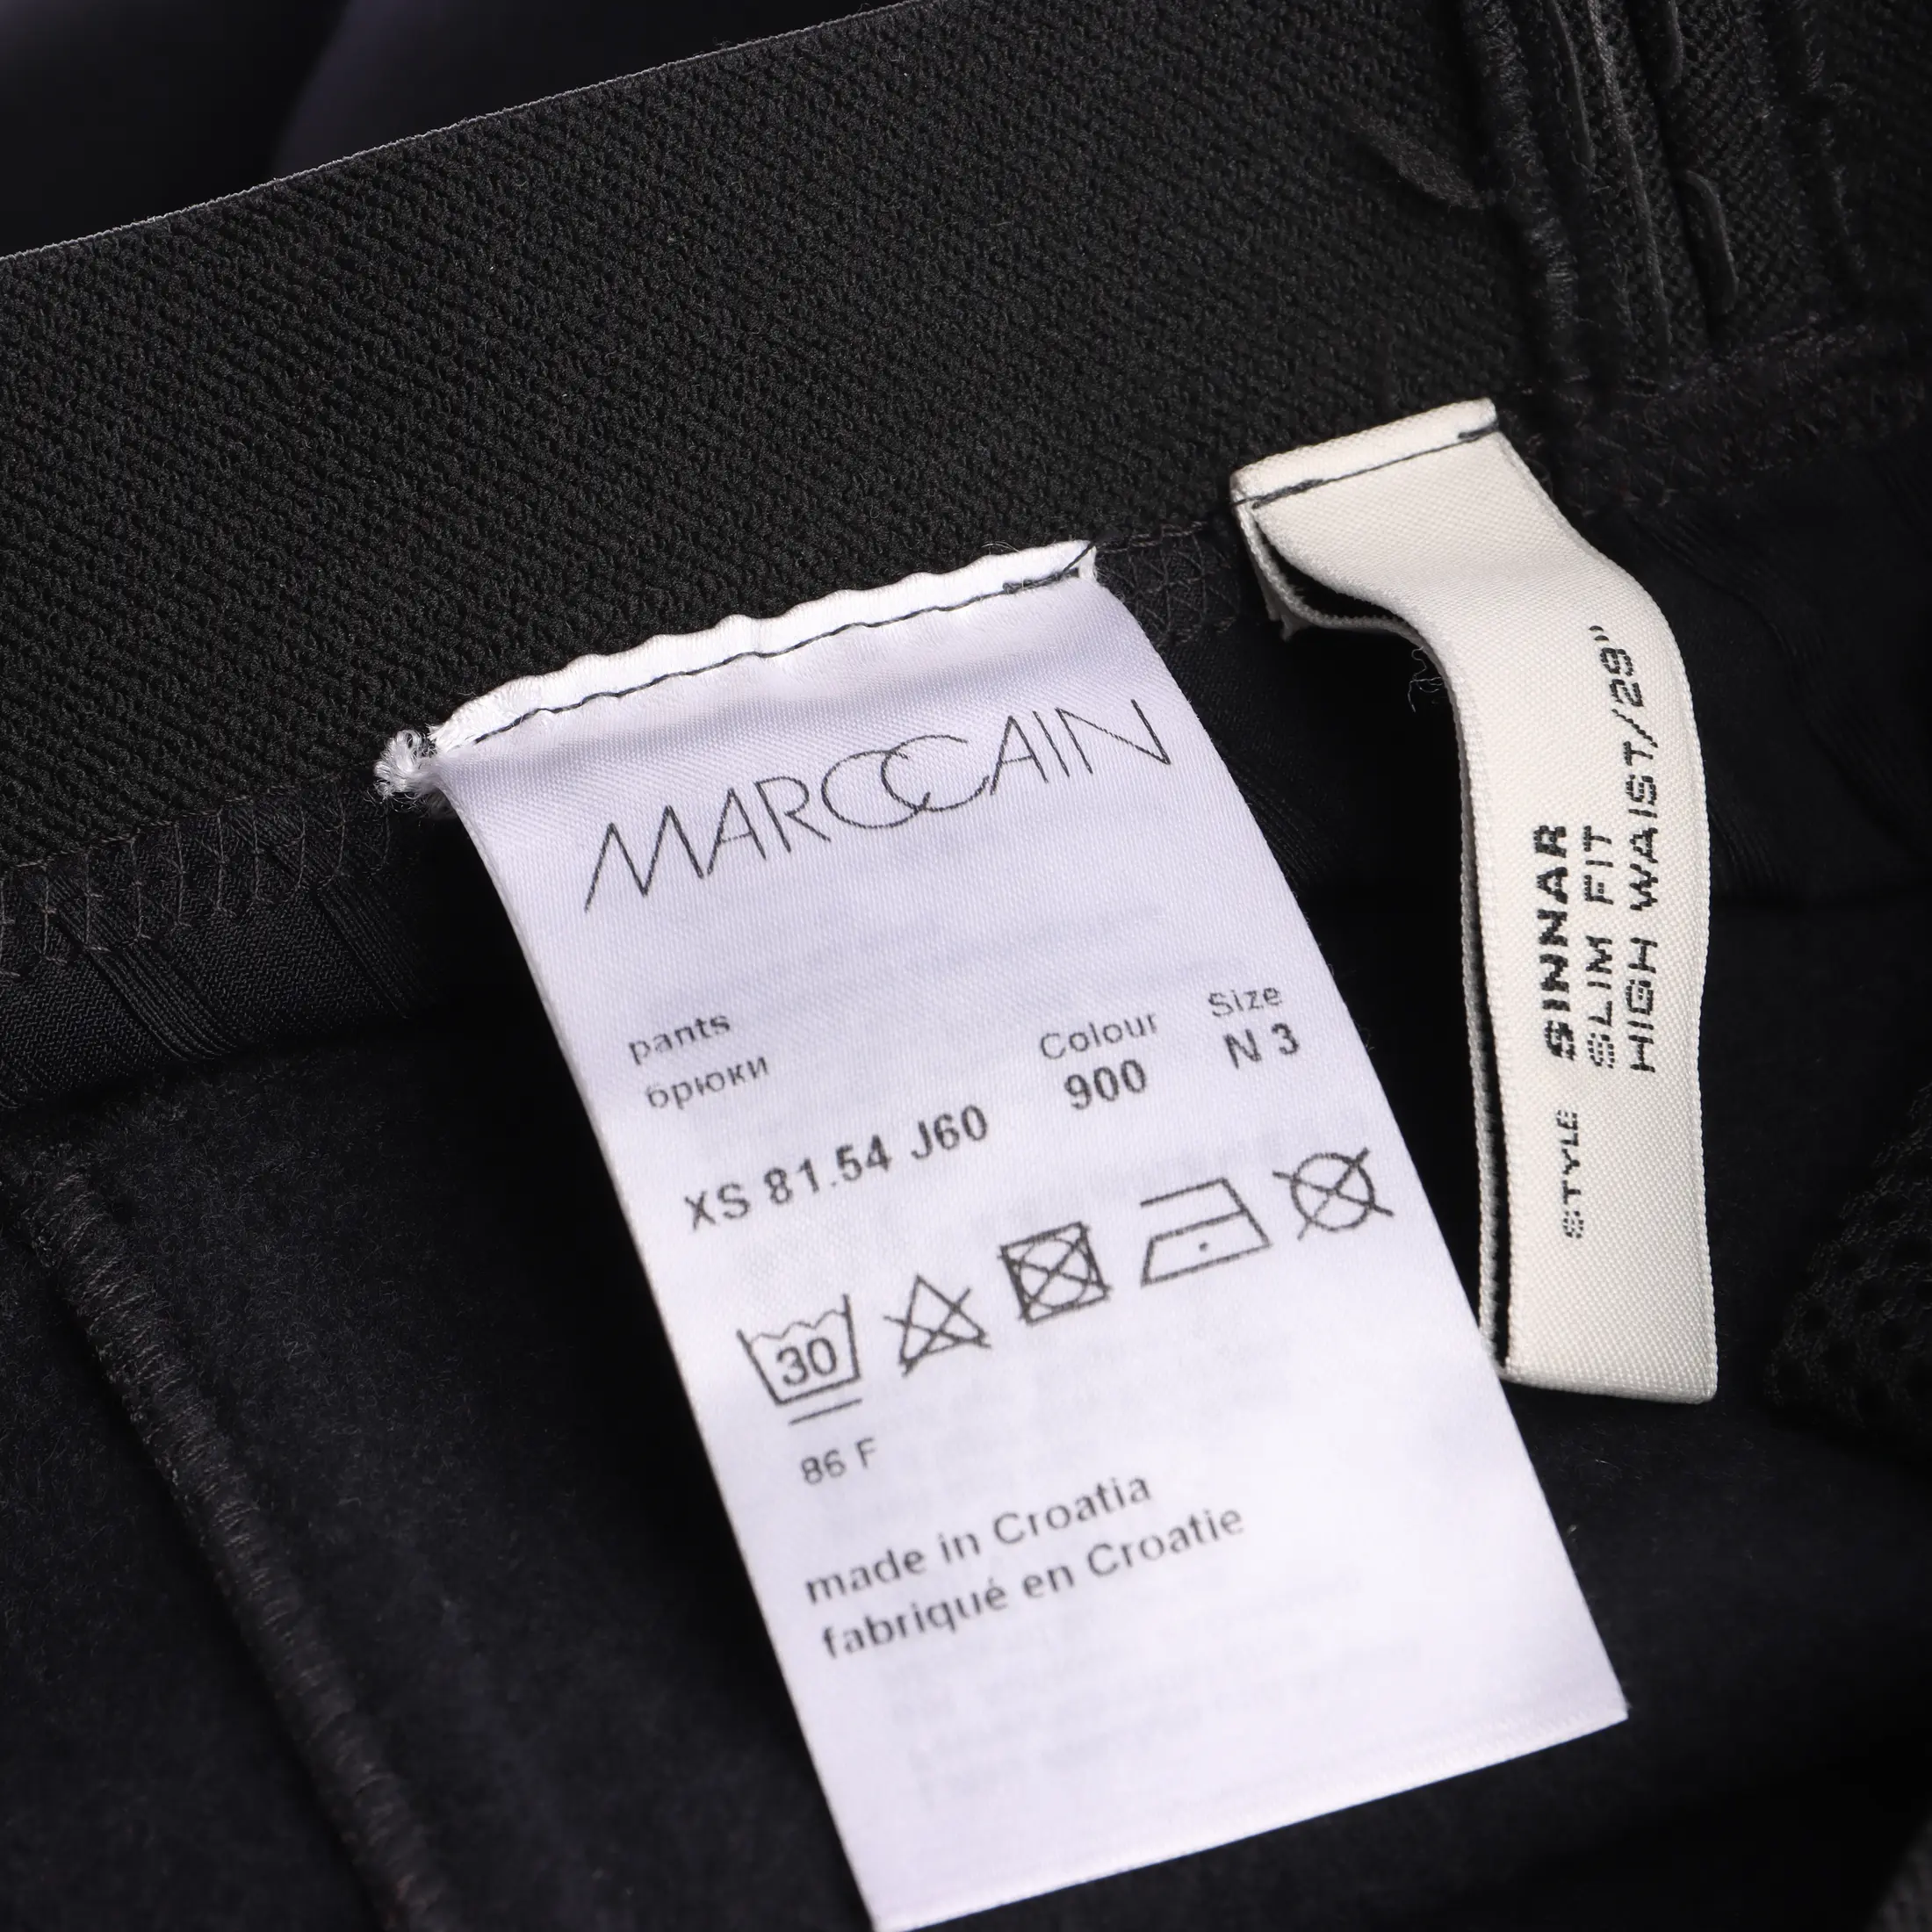 MARCCAIN
pants
брюки
Colour Size
XS 81.54 J60 900 N 3
30
86 F
made in Croatia
fabriqué en Croatie
STYLE SINNAR
SLIM FIT
HIGH WAIST/29"